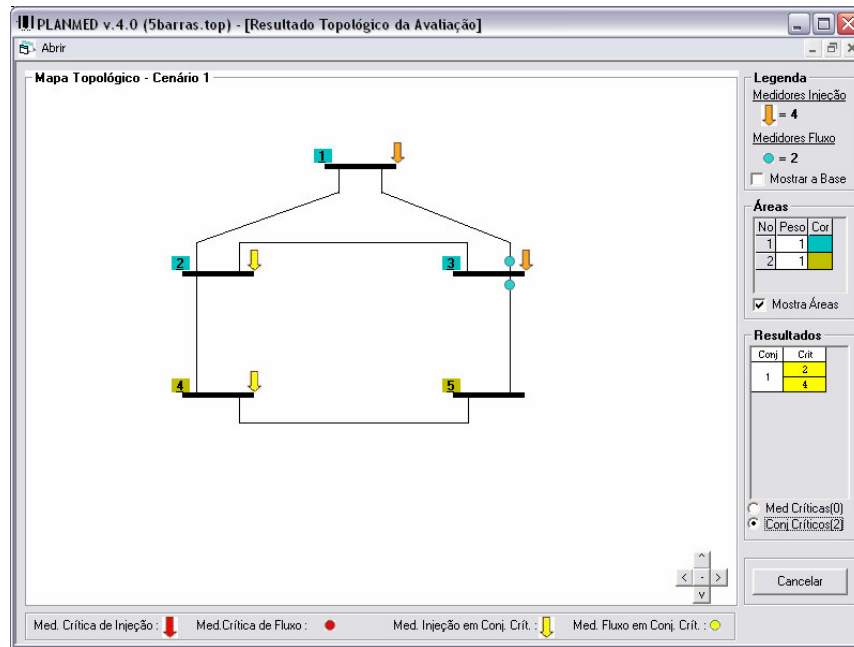 PLANMED v.4.0 (5barras.top) - [Resultado Topológico da Avaliação]
Abrir
Mapa Topológico - Cenário 1
1
2
3
4
5
Legenda
Medidores Injeção
= 4
Medidores Fluxo
= 2
Mostrar a Base
Áreas
No Peso Cor
1 1
2 1
Mostra Áreas
Resultados
Conj Crit
1 2
4
Med Críticas(0)
Conj Críticos(2)
Cancelar
Med. Crítica de Injeção : Med.Crítica de Fluxo : Med. Injeção em Conj. Crít. : Med. Fluxo em Conj. Crít. :